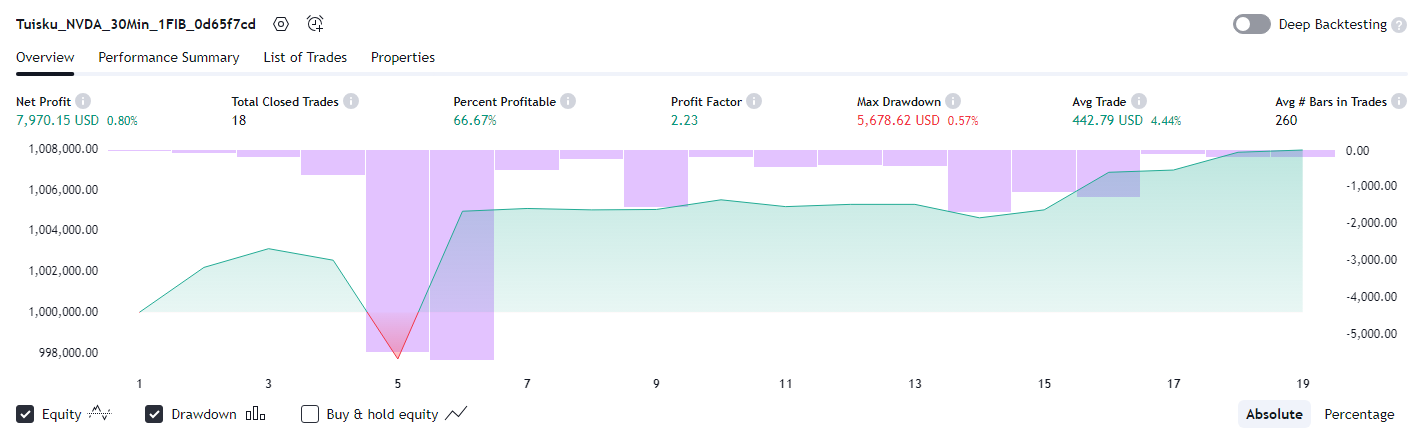 Tuisku_NVDA_30Min_1FIB_0d65f7cd
Deep Backtesting ?
Overview Performance Summary List of Trades Properties
Net Profit i Total Closed Trades i Percent Profitable i Profit Factor i Max Drawdown i Avg Trade i Avg # Bars in Trades i
7,970.15 USD 0.80% 18 66.67% 2.23 5,678.62 USD 0.57% 442.79 USD 4.44% 260
1,008,000.00 0.00
1,006,000.00 -1,000.00
1,004,000.00 -2,000.00
1,002,000.00 -3,000.00
1,000,000.00 -4,000.00
998,000.00 -5,000.00
1 3 5 7 9 11 13 15 17 19
Equity Drawdown Buy & hold equity Absolute Percentage